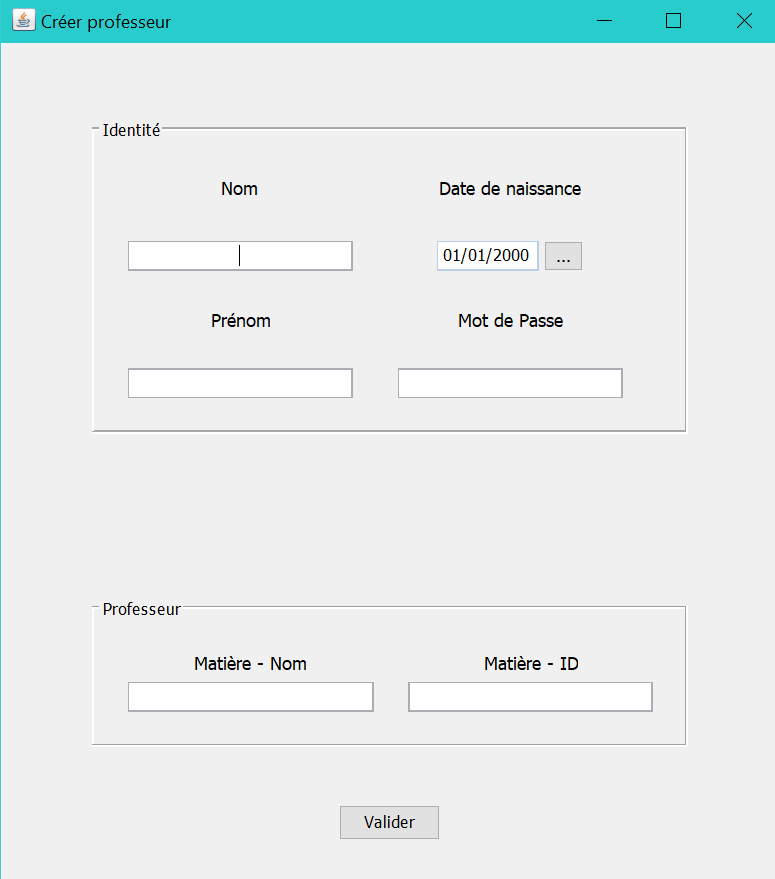 Créer professeur
Identité
Nom
Date de naissance
01/01/2000
...
Prénom
Mot de Passe
Professeur
Matière - Nom
Matière - ID
Valider